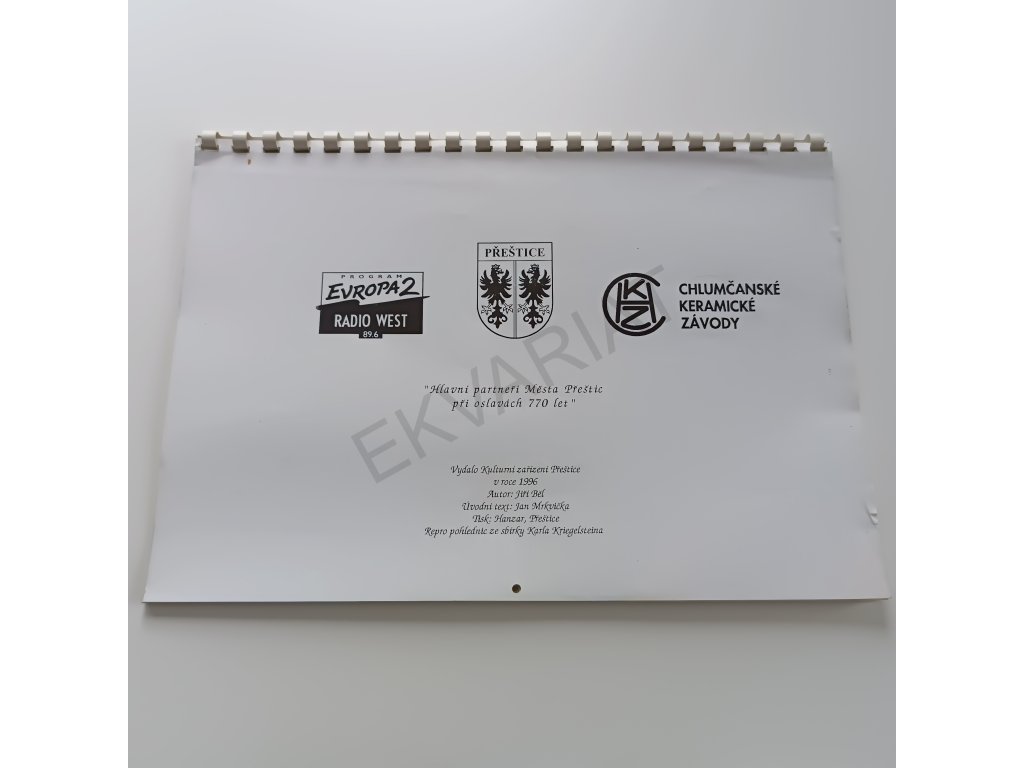 PROGRAM
EVROPA 2
RADIO WEST
89.6
PŘEŠTICE
CHLUMČANSKÉ
KERAMICKÉ
ZÁVODY
CHKZ
"Hlavní partneři Města Přeštic
při oslavách 770 let"
Vydalo Kulturní zařízení Přeštice
v roce 1996
Autor: Jiří Běl
Úvodní text: Jan Mrkvička
Tisk: Hanzar, Přeštice
Repro pohlednic ze sbírky Karla Kriegelsteina
EKVARIAT